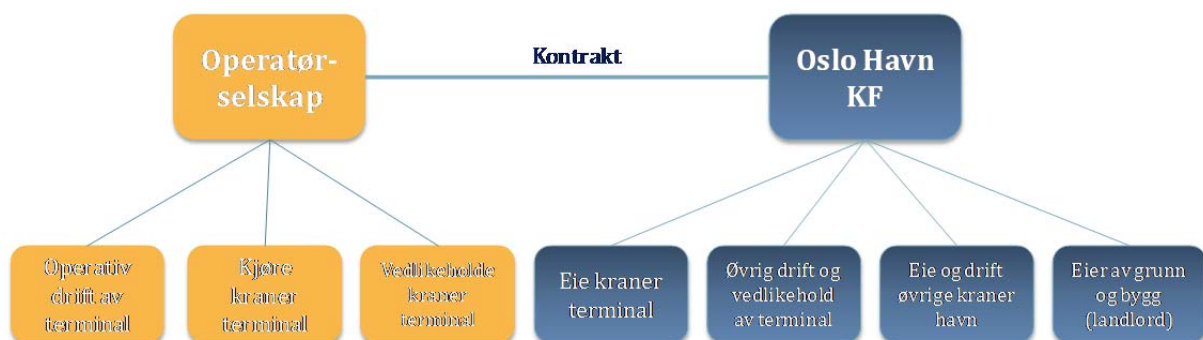 Operatør-
selskap
Kontrakt
Oslo Havn
KF
Operativ
drift av
terminal
Kjøre
kraner
terminal
Vedlikeholde
kraner
terminal
Eie kraner
terminal
Øvrig drift og
vedlikehold
av terminal
Eie og drift
øvrige kraner
havn
Eier av grunn
og bygg
(landlord)